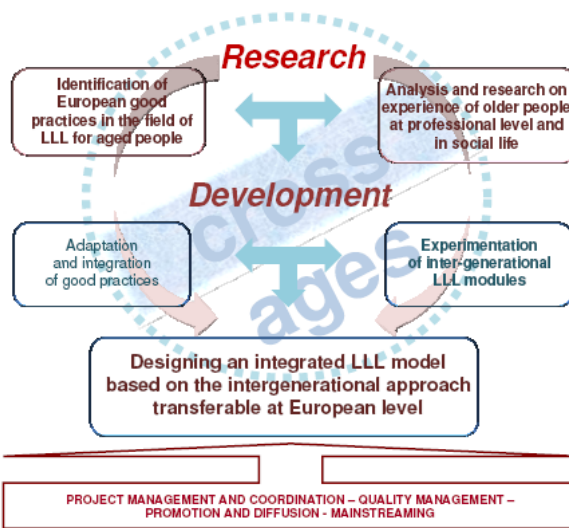 Research
Identification of
European good
practices in the field of
LLL for aged people
Analysis and research on
experience of older people
at professional level and
in social life
Development
cross
ages
Adaptation
and integration
of good practices
Experimentation
of inter-generational
LLL modules
Designing an integrated LLL model
based on the intergenerational approach
transferable at European level
PROJECT MANAGEMENT AND COORDINATION – QUALITY MANAGEMENT –
PROMOTION AND DIFFUSION - MAINSTREAMING